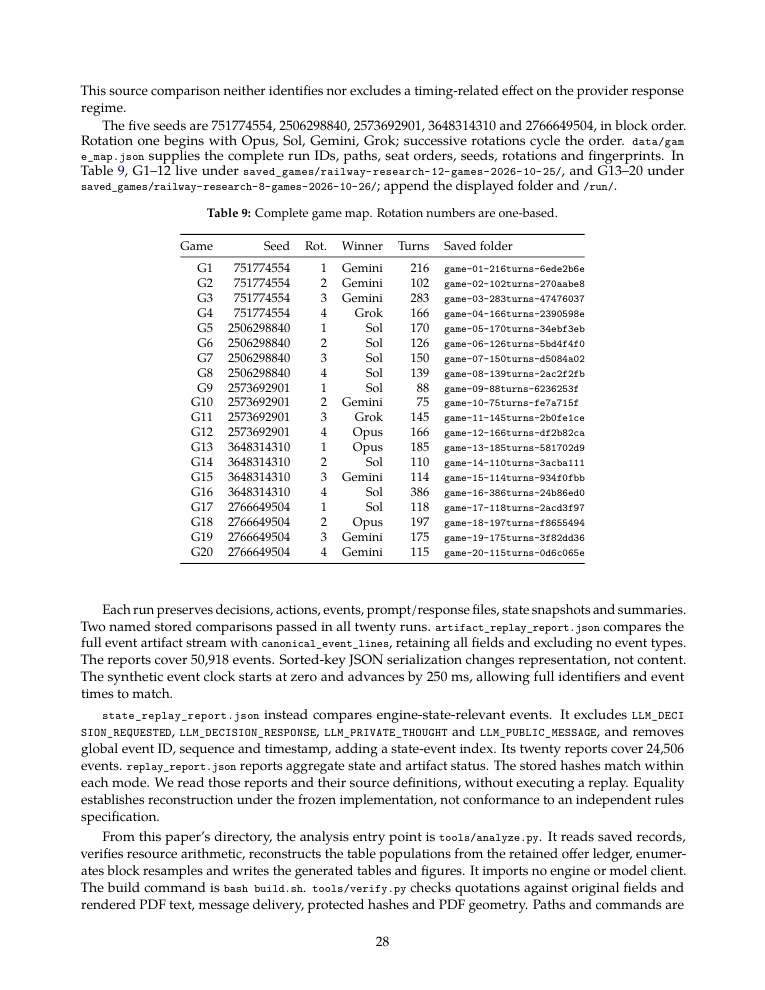 This source comparison neither identifies nor excludes a timing-related effect on the provider response
regime.
The five seeds are 751774554, 2506298840, 2573692901, 3648314310 and 2766649504, in block order.
Rotation one begins with Opus, Sol, Gemini, Grok; successive rotations cycle the order. data/gam
e_map.json supplies the complete run IDs, paths, seat orders, seeds, rotations and fingerprints. In
Table 9, G1–12 live under saved_games/railway-research-12-games-2026-10-25/, and G13–20 under
saved_games/railway-research-8-games-2026-10-26/; append the displayed folder and /run/.
Table 9: Complete game map. Rotation numbers are one-based.
Game Seed Rot. Winner Turns Saved folder
G1 751774554 1 Gemini 216 game-01-216turns-6ede2b6e
G2 751774554 2 Gemini 102 game-02-102turns-270aabe8
G3 751774554 3 Gemini 283 game-03-283turns-47476037
G4 751774554 4 Grok 166 game-04-166turns-2390598e
G5 2506298840 1 Sol 170 game-05-170turns-34ebf3eb
G6 2506298840 2 Sol 126 game-06-126turns-5bd4f4f0
G7 2506298840 3 Sol 150 game-07-150turns-d5084a02
G8 2506298840 4 Sol 139 game-08-139turns-2ac2f2fb
G9 2573692901 1 Sol 88 game-09-88turns-6236253f
G10 2573692901 2 Gemini 75 game-10-75turns-fe7a715f
G11 2573692901 3 Grok 145 game-11-145turns-2b0fe1ce
G12 2573692901 4 Opus 166 game-12-166turns-df2b82ca
G13 3648314310 1 Opus 185 game-13-185turns-581702d9
G14 3648314310 2 Sol 110 game-14-110turns-3acba111
G15 3648314310 3 Gemini 114 game-15-114turns-934f0fbb
G16 3648314310 4 Sol 386 game-16-386turns-24b86ed0
G17 2766649504 1 Sol 118 game-17-118turns-2acd3f97
G18 2766649504 2 Opus 197 game-18-197turns-f8655494
G19 2766649504 3 Gemini 175 game-19-175turns-3f82dd36
G20 2766649504 4 Gemini 115 game-20-115turns-0d6c065e
Each run preserves decisions, actions, events, prompt/response files, state snapshots and summaries.
Two named stored comparisons passed in all twenty runs. artifact_replay_report.json compares the
full event artifact stream with canonical_event_lines, retaining all fields and excluding no event types.
The reports cover 50,918 events. Sorted-key JSON serialization changes representation, not content.
The synthetic event clock starts at zero and advances by 250 ms, allowing full identifiers and event
times to match.
state_replay_report.json instead compares engine-state-relevant events. It excludes LLM_DECI
SION_REQUESTED, LLM_DECISION_RESPONSE, LLM_PRIVATE_THOUGHT and LLM_PUBLIC_MESSAGE, and removes
global event ID, sequence and timestamp, adding a state-event index. Its twenty reports cover 24,506
events. replay_report.json reports aggregate state and artifact status. The stored hashes match within
each mode. We read those reports and their source definitions, without executing a replay. Equality
establishes reconstruction under the frozen implementation, not conformance to an independent rules
specification.
From this paper's directory, the analysis entry point is tools/analyze.py. It reads saved records,
verifies resource arithmetic, reconstructs the table populations from the retained offer ledger, enumer-
ates block resamples and writes the generated tables and figures. It imports no engine or model client.
The build command is bash build.sh. tools/verify.py checks quotations against original fields and
rendered PDF text, message delivery, protected hashes and PDF geometry. Paths and commands are
28